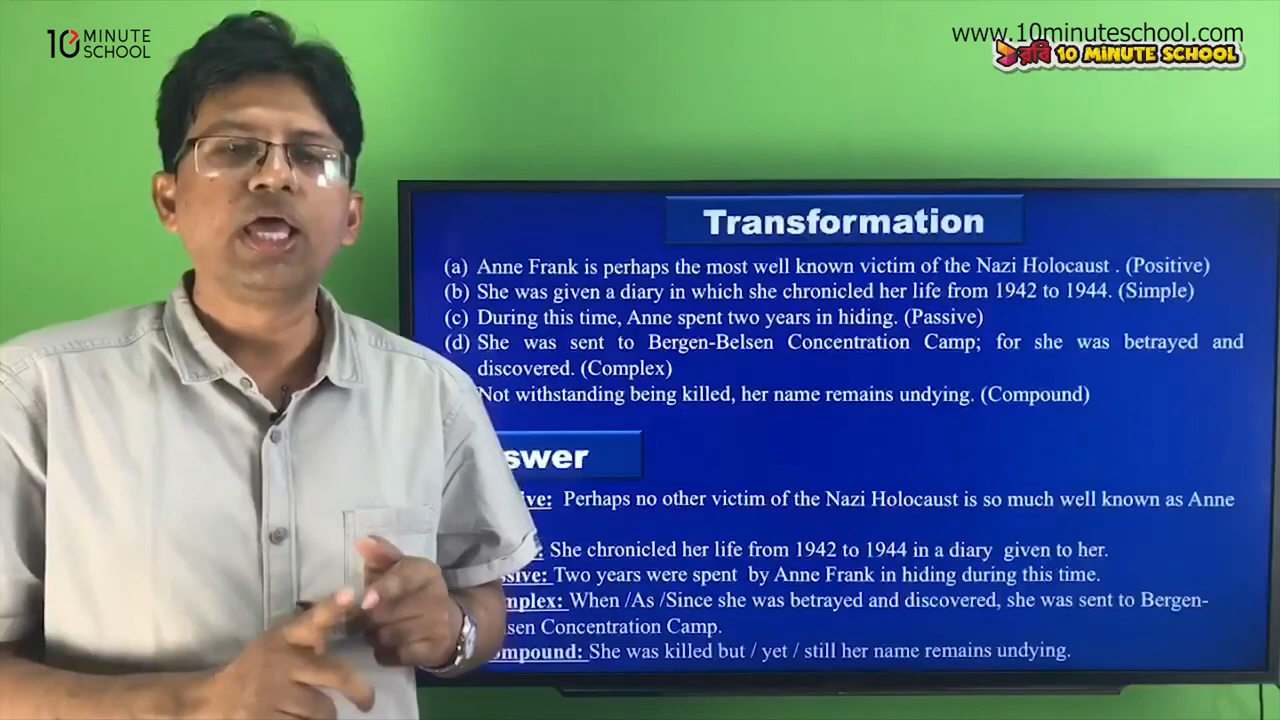 10 MINUTE SCHOOL
www.10minuteschool.com
রবি 10 MiNUTE SCHOOL
Transformation
(a) Anne Frank is perhaps the most well known victim of the Nazi Holocaust . (Positive)
(b) She was given a diary in which she chronicled her life from 1942 to 1944. (Simple)
(c) During this time, Anne spent two years in hiding. (Passive)
(d) She was sent to Bergen-Belsen Concentration Camp; for she was betrayed and
discovered. (Complex)
Not withstanding being killed, her name remains undying. (Compound)
swer
ive: Perhaps no other victim of the Nazi Holocaust is so much well known as Anne
She chronicled her life from 1942 to 1944 in a diary given to her.
ssive: Two years were spent by Anne Frank in hiding during this time.
mplex: When /As /Since she was betrayed and discovered, she was sent to Bergen-
sen Concentration Camp.
ompound: She was killed but / yet / still her name remains undying.